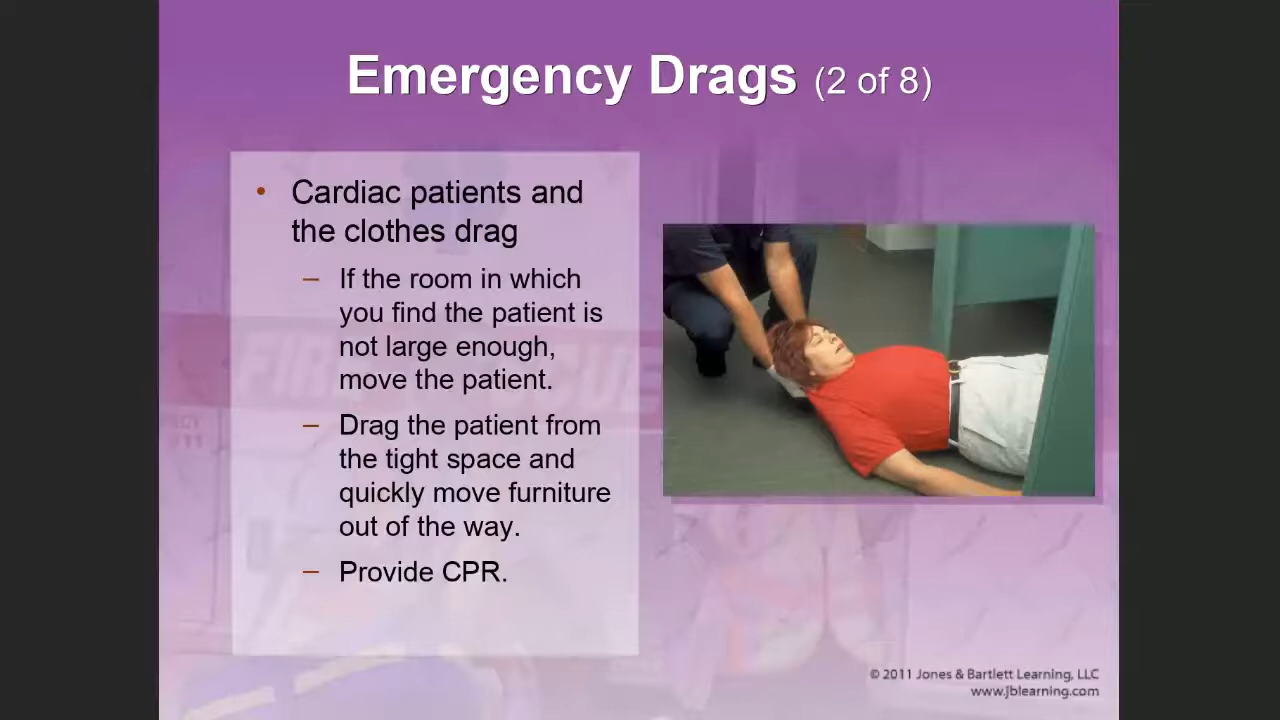 Emergency Drags (2 of 8)
• Cardiac patients and
the clothes drag
– If the room in which
you find the patient is
not large enough,
move the patient.
– Drag the patient from
the tight space and
quickly move furniture
out of the way.
– Provide CPR.
FIRE RESCUE
© 2011 Jones & Bartlett Learning, LLC
www.jblearning.com